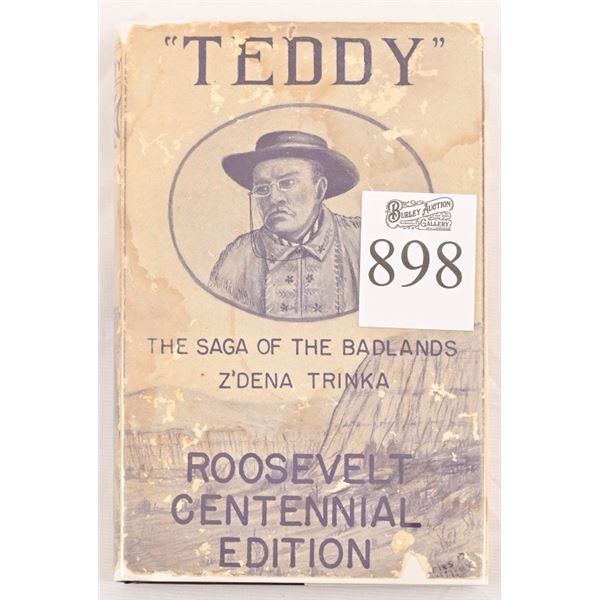 "TEDDY"
BURLEY AUCTION
GALLERY
898
THE SAGA OF THE BADLANDS
Z'DENA TRINKA
ROOSEVELT
CENTENNIAL
EDITION